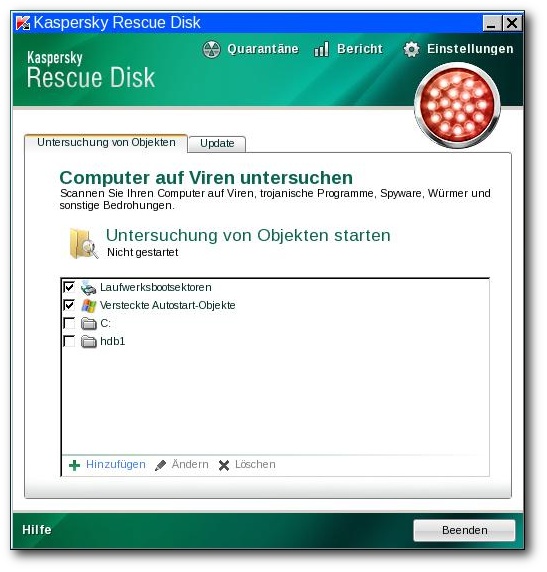 Kaspersky Rescue Disk
Quarantäne Bericht Einstellungen
Kaspersky
Rescue Disk
Untersuchung von Objekten Update
Computer auf Viren untersuchen
Scannen Sie Ihren Computer auf Viren, trojanische Programme, Spyware, Würmer und
sonstige Bedrohungen.
Untersuchung von Objekten starten
Nicht gestartet
Laufwerksbootsektoren
Versteckte Autostart-Objekte
C:
hdb1
Hinzufügen Ändern Löschen
Hilfe Beenden